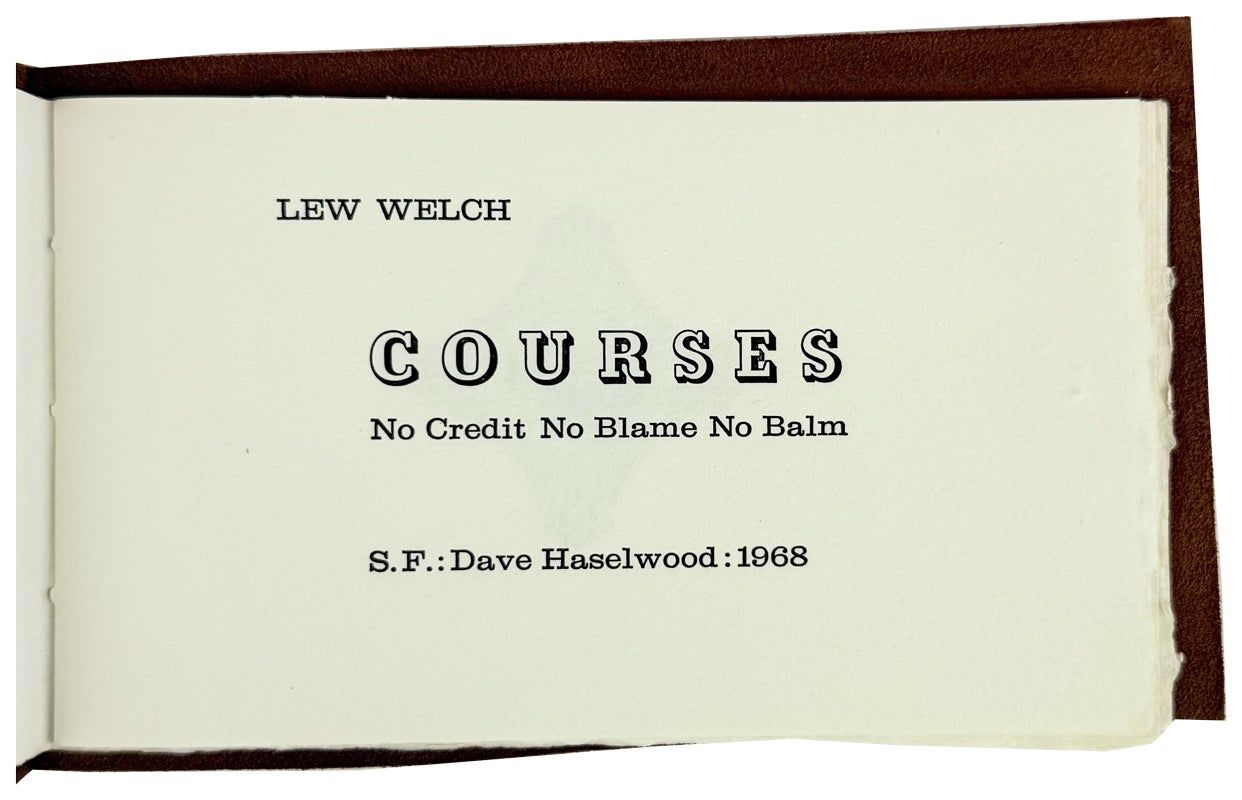 LEW WELCH
COURSES
No Credit No Blame No Balm
S.F.:Dave Haselwood:1968